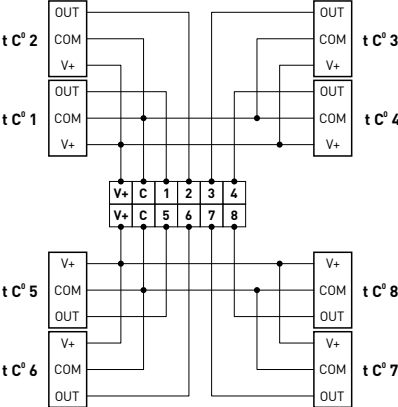 OUT
COM
V+
t C⁰ 2
OUT
COM
V+
t C⁰ 3
OUT
COM
V+
t C⁰ 1
OUT
COM
V+
t C⁰ 4
V+ C 1 2 3 4
V+ C 5 6 7 8
V+
COM
OUT
t C⁰ 5
V+
COM
OUT
t C⁰ 8
V+
COM
OUT
t C⁰ 6
V+
COM
OUT
t C⁰ 7